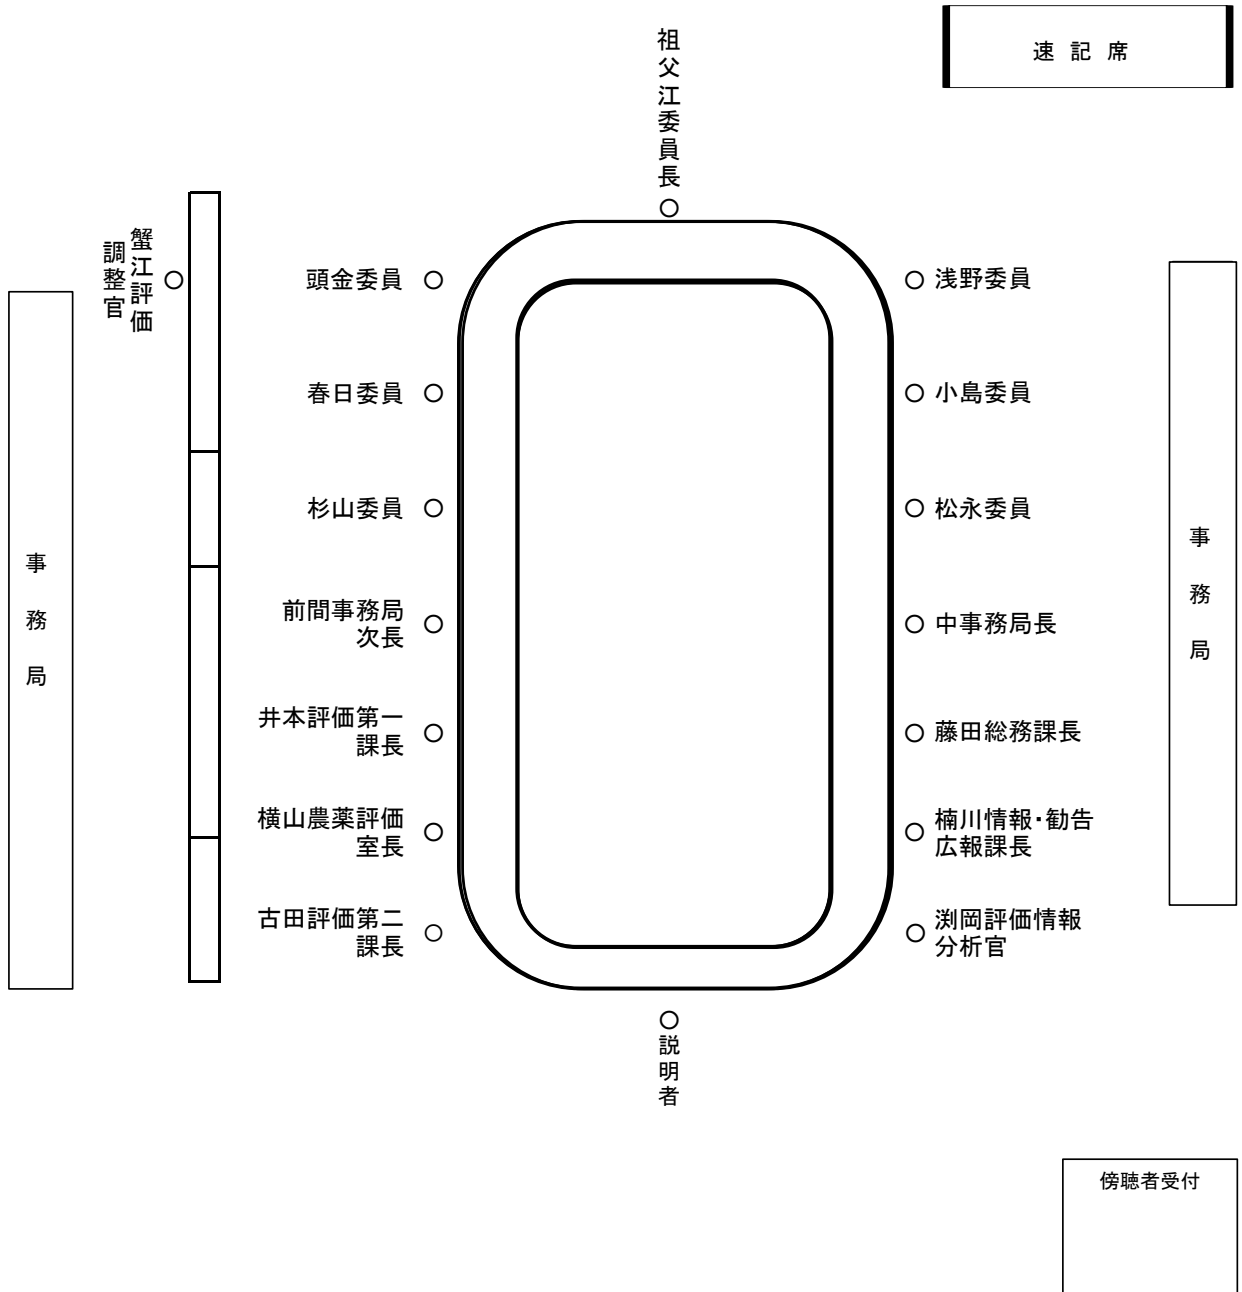 速記席
祖父江委員長
蟹江評価
調整官
頭金委員
浅野委員
春日委員
小島委員
杉山委員
松永委員
事務局
事務局
前間事務局
次長
中事務局長
井本評価第一
課長
藤田総務課長
横山農薬評価
室長
楠川情報・勧告
広報課長
古田評価第二
課長
渕岡評価情報
分析官
説明者
傍聴者受付